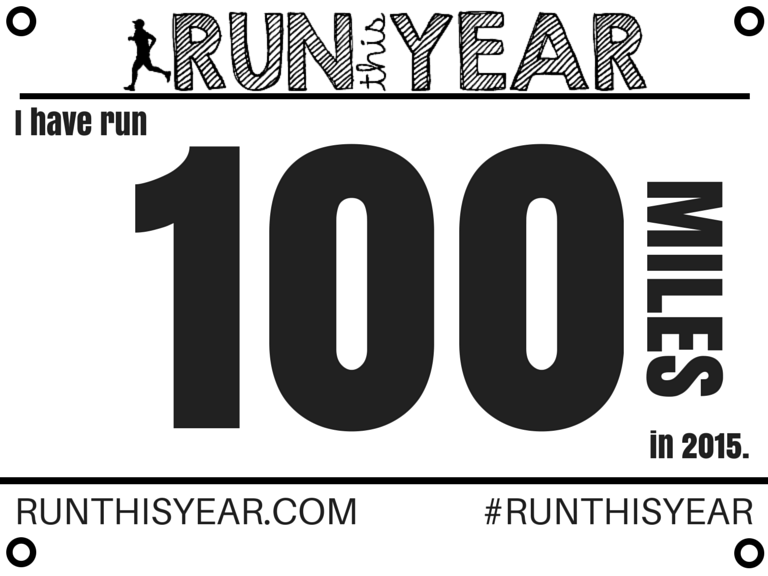 RUN this YEAR
I have run
100
MILES
in 2015.
RUNTHISYEAR.COM
#RUNTHISYEAR